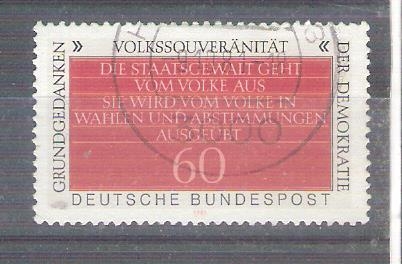 GRUNDGEDANKEN
» VOLKSSOUVERÄNITÄT «
DER DEMOKRATIE
DIE STAATSGEWALT GEHT
VOM VOLKE AUS
SIE WIRD VOM VOLKE IN
WAHLEN UND ABSTIMMUNGEN
AUSGEÜBT
60
DEUTSCHE BUNDESPOST
1981